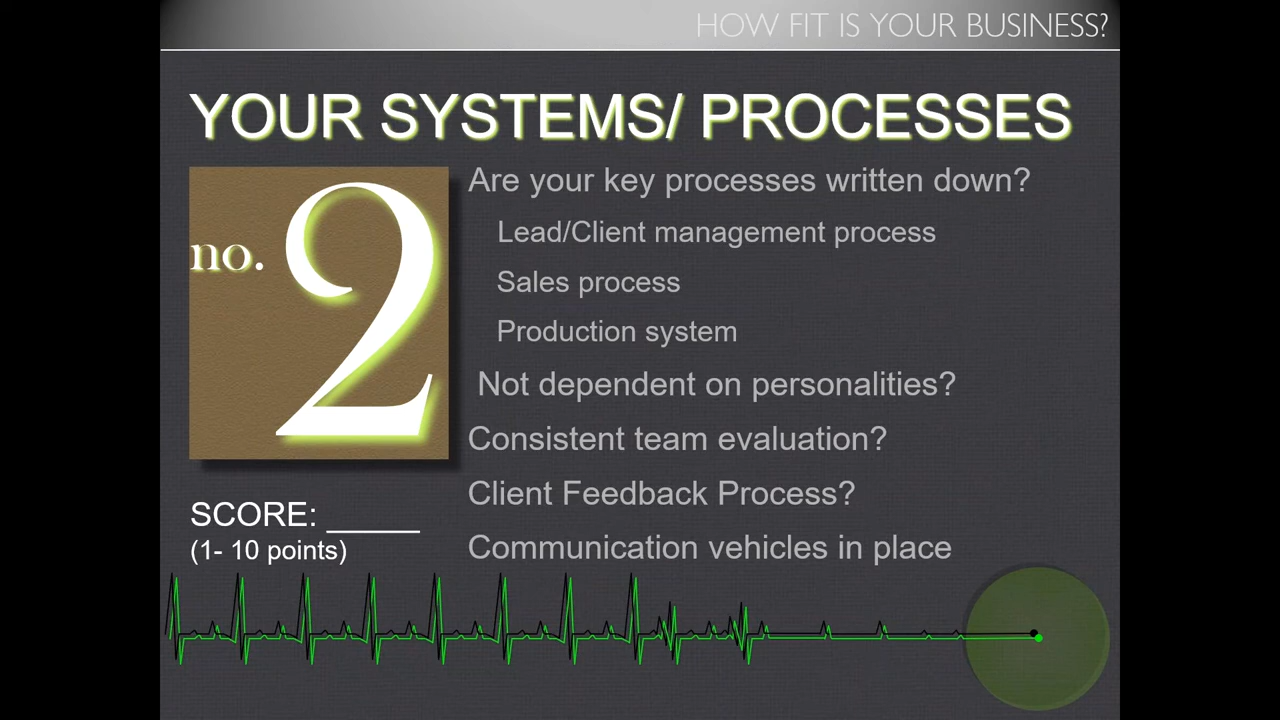 HOW FIT IS YOUR BUSINESS?
YOUR SYSTEMS/ PROCESSES
no. 2
Are your key processes written down?
Lead/Client management process
Sales process
Production system
Not dependent on personalities?
Consistent team evaluation?
Client Feedback Process?
Communication vehicles in place
SCORE: _____
(1- 10 points)